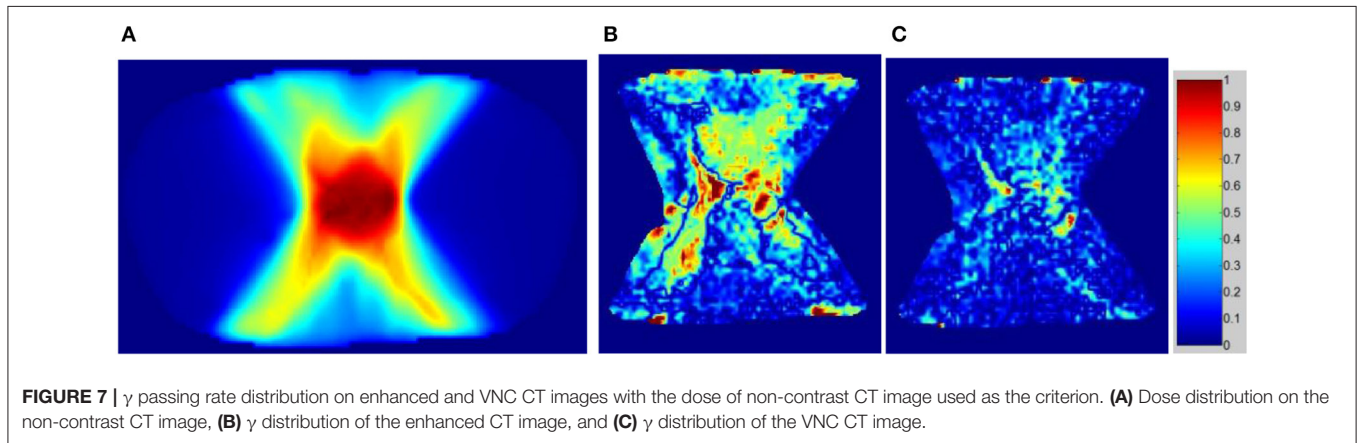 A
B
C
1
0.9
0.8
0.7
0.6
0.5
0.4
0.3
0.2
0.1
0
FIGURE 7 | γ passing rate distribution on enhanced and VNC CT images with the dose of non-contrast CT image used as the criterion. (A) Dose distribution on the
non-contrast CT image, (B) γ distribution of the enhanced CT image, and (C) γ distribution of the VNC CT image.